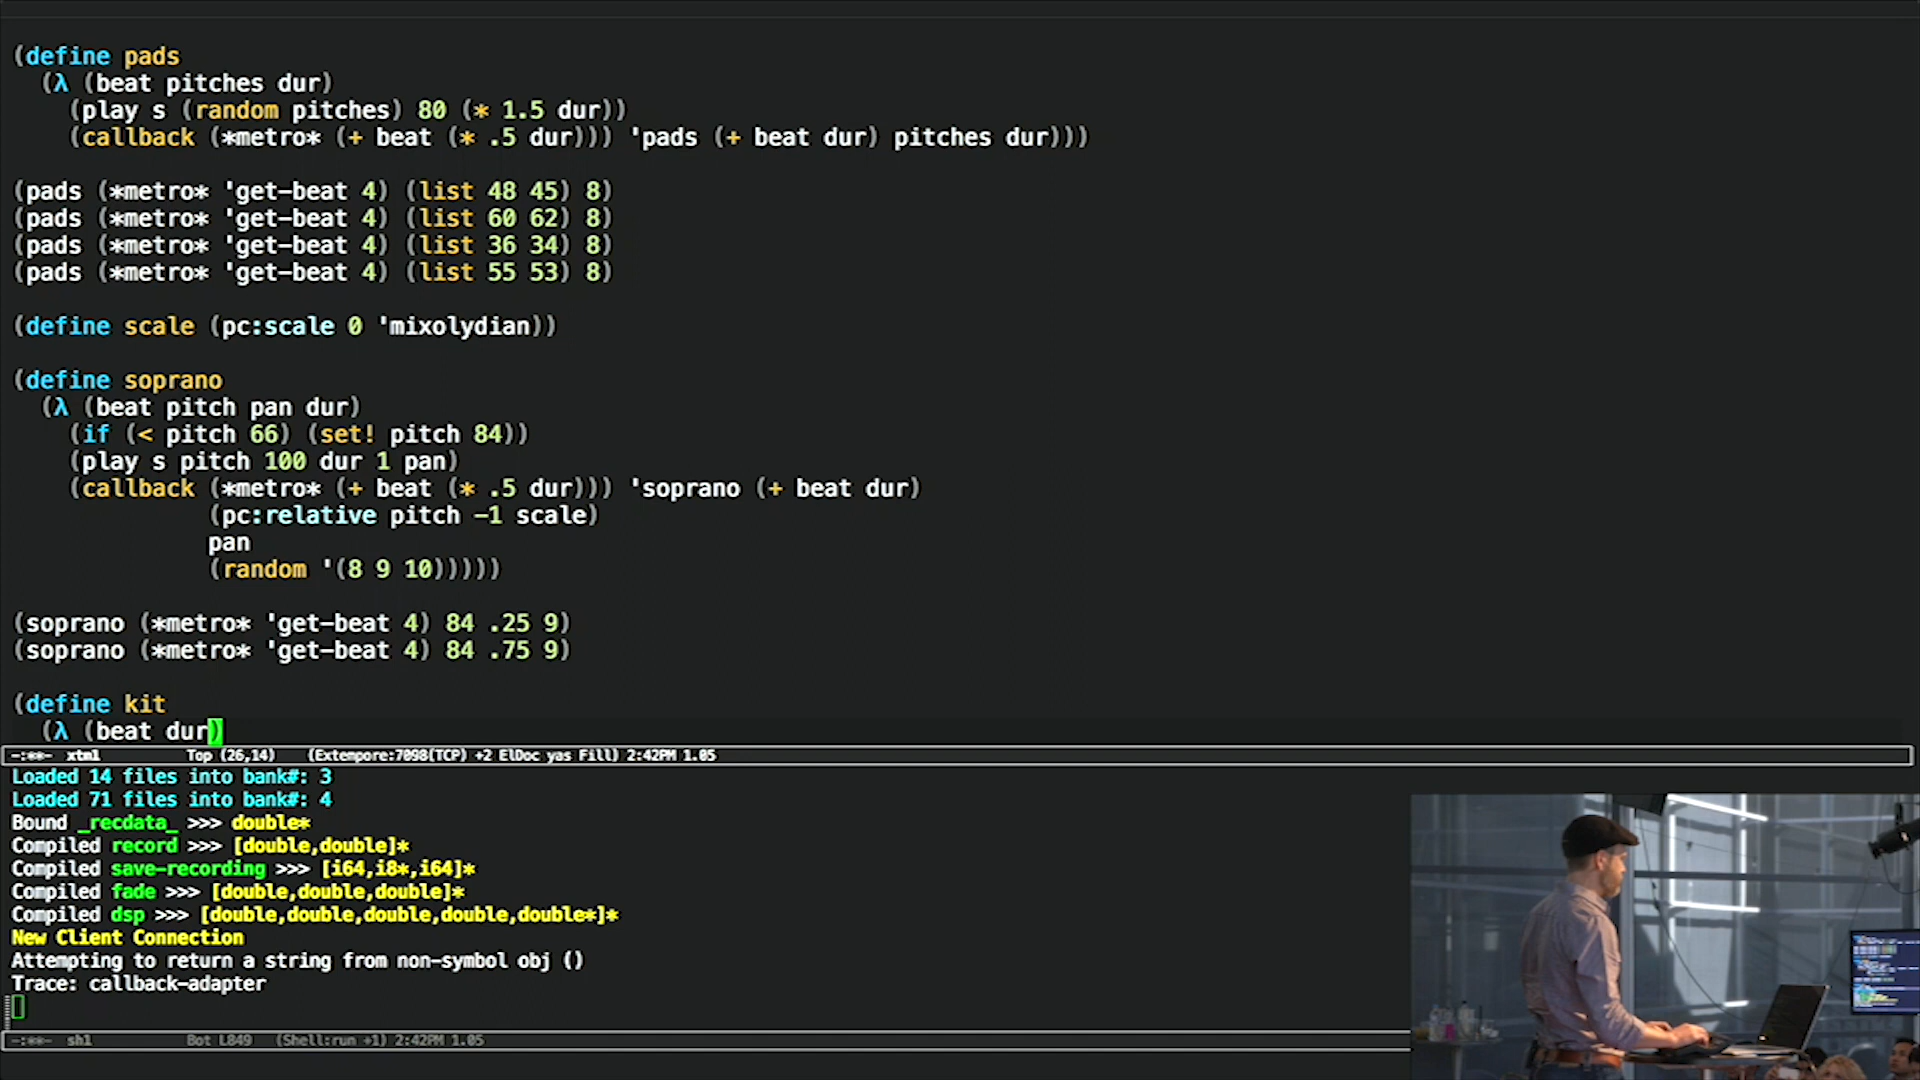 (define pads
(λ (beat pitches dur)
(play s (random pitches) 80 (* 1.5 dur))
(callback (*metro* (+ beat (* .5 dur))) 'pads (+ beat dur) pitches dur)))
(pads (*metro* 'get-beat 4) (list 48 45) 8)
(pads (*metro* 'get-beat 4) (list 60 62) 8)
(pads (*metro* 'get-beat 4) (list 36 34) 8)
(pads (*metro* 'get-beat 4) (list 55 53) 8)
(define scale (pc:scale 0 'mixolydian))
(define soprano
(λ (beat pitch pan dur)
(if (< pitch 66) (set! pitch 84))
(play s pitch 100 dur 1 pan)
(callback (*metro* (+ beat (* .5 dur))) 'soprano (+ beat dur)
(pc:relative pitch -1 scale)
pan
(random '(8 9 10)))))
(soprano (*metro* 'get-beat 4) 84 .25 9)
(soprano (*metro* 'get-beat 4) 84 .75 9)
(define kit
(λ (beat dur)
-:**- xtm1 Top (26,14) (Extempore:7098(TCP) +2 ElDoc yas Fill) 2:42PM 1.05
Loaded 14 files into bank#: 3
Loaded 71 files into bank#: 4
Bound _recdata_ >>> double*
Compiled record >>> [double,double]*
Compiled save-recording >>> [i64,i8*,i64]*
Compiled fade >>> [double,double,double]*
Compiled dsp >>> [double,double,double,double,double*]*
New Client Connection
Attempting to return a string from non-symbol obj ()
Trace: callback-adapter
-:**- sh1 Bot L849 (Shell:run +1) 2:42PM 1.05